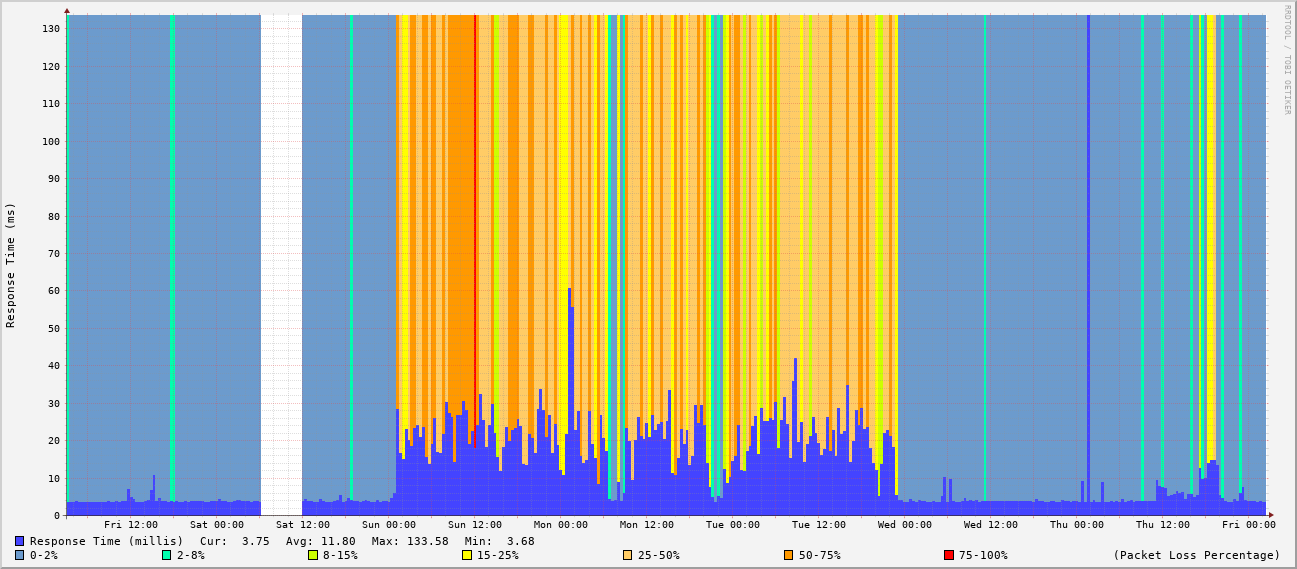 RRDTOOL / TOBI OETIKER
Response Time (ms)
130
120
110
100
90
80
70
60
50
40
30
20
10
0
Fri 12:00 Sat 00:00 Sat 12:00 Sun 00:00 Sun 12:00 Mon 00:00 Mon 12:00 Tue 00:00 Tue 12:00 Wed 00:00 Wed 12:00 Thu 00:00 Thu 12:00 Fri 00:00
Response Time (millis) Cur: 3.75 Avg: 11.80 Max: 133.58 Min: 3.68
0-2% 2-8% 8-15% 15-25% 25-50% 50-75% 75-100% (Packet Loss Percentage)